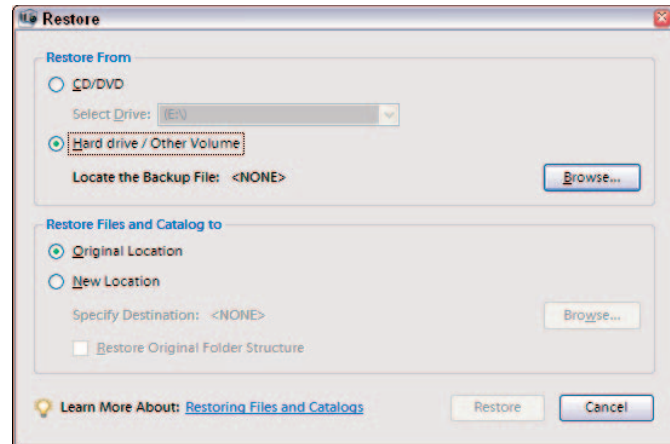 Restore
Restore From
CD/DVD
Select Drive: (E:\)
Hard drive / Other Volume
Locate the Backup File: <NONE> Browse...
Restore Files and Catalog to
Original Location
New Location
Specify Destination: <NONE> Browse...
Restore Original Folder Structure
Learn More About: Restoring Files and Catalogs Restore Cancel